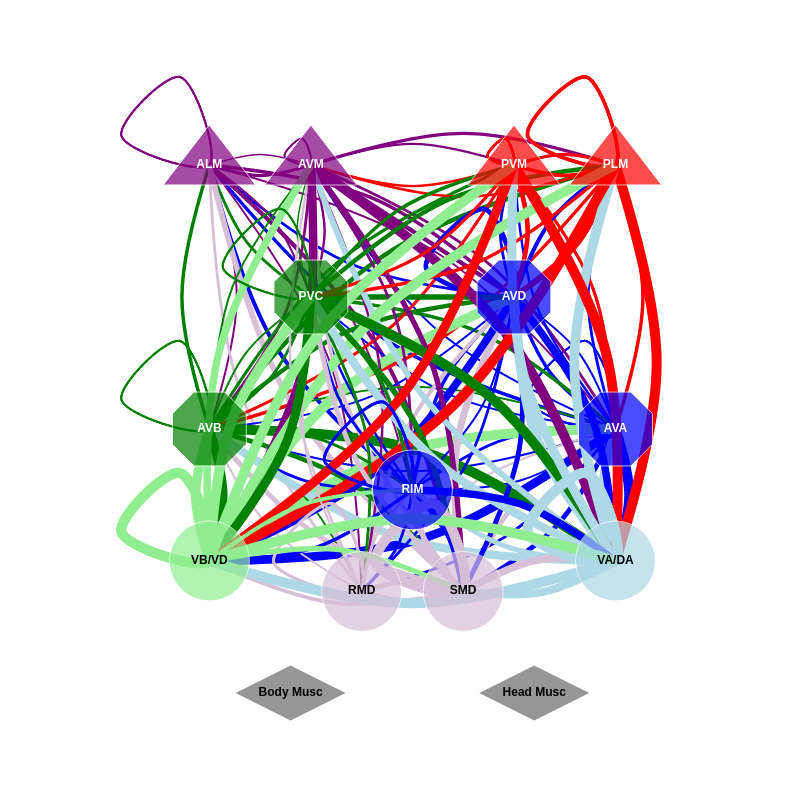 ALM
AVM
PVM
PLM
PVC
AVD
AVB
AVA
RIM
VB/VD
VA/DA
RMD
SMD
Body Musc
Head Musc